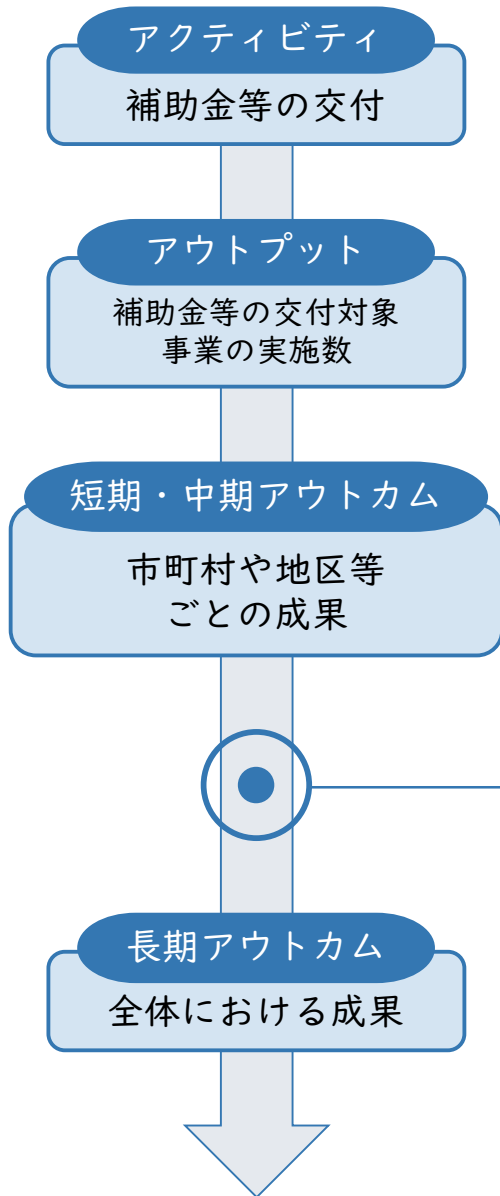 アクティビティ
補助金等の交付
アウトプット
補助金等の交付対象
事業の実施数
短期・中期アウトカム
市町村や地区等
ごとの成果
長期アウトカム
全体における成果